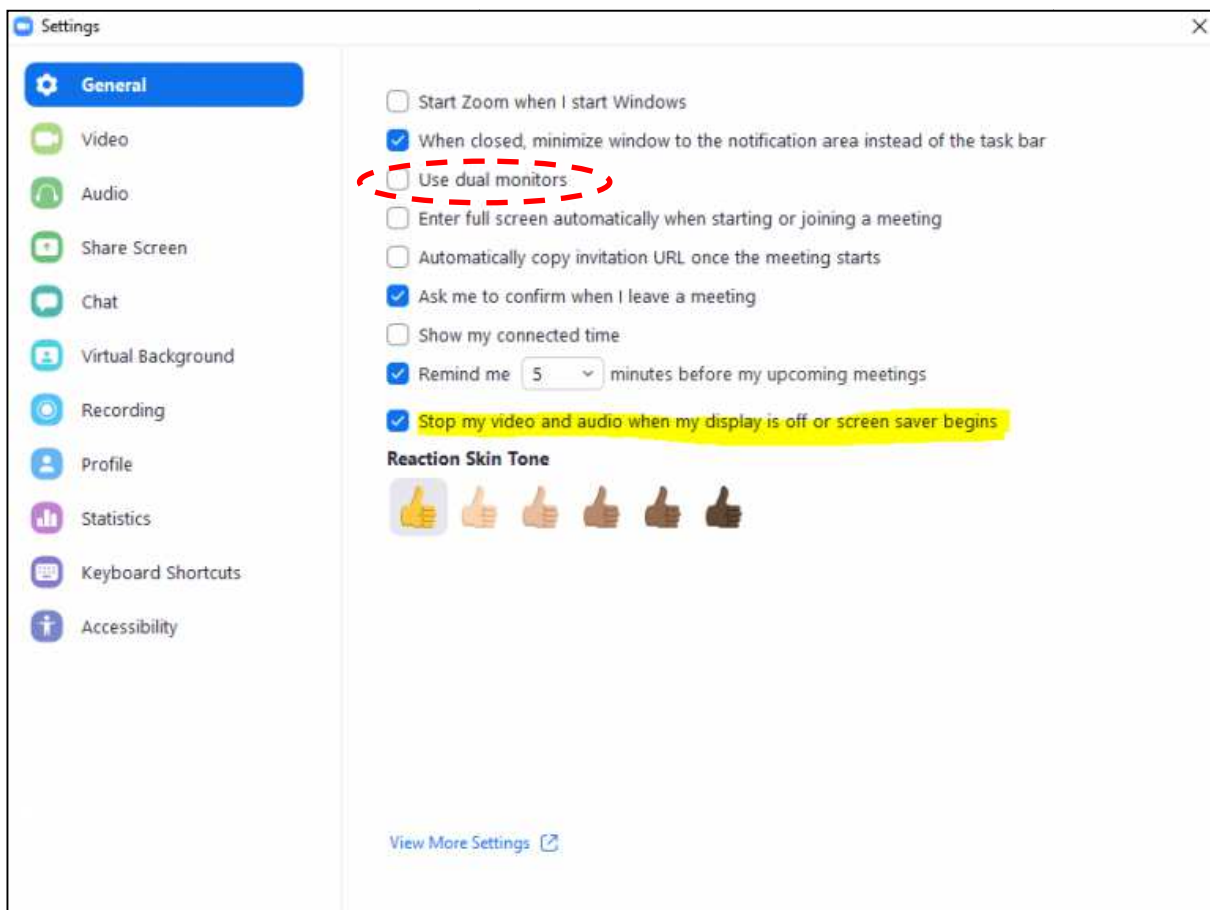 Settings
General
Video
Audio
Share Screen
Chat
Virtual Background
Recording
Profile
Statistics
Keyboard Shortcuts
Accessibility
Start Zoom when I start Windows
When closed, minimize window to the notification area instead of the task bar
Use dual monitors
Enter full screen automatically when starting or joining a meeting
Automatically copy invitation URL once the meeting starts
Ask me to confirm when I leave a meeting
Show my connected time
Remind me 5 minutes before my upcoming meetings
Stop my video and audio when my display is off or screen saver begins
Reaction Skin Tone
View More Settings